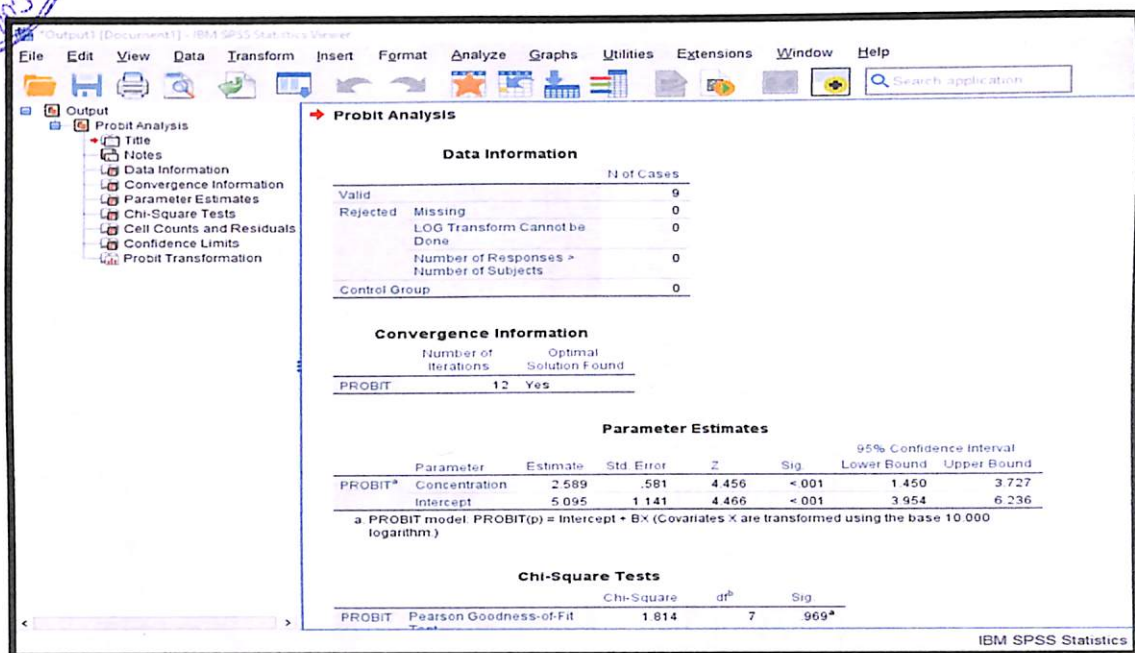 *Output1 [Document1] - IBM SPSS Statistics Viewer
File Edit View Data Transform Insert Format Analyze Graphs Utilities Extensions Window Help
Search application
Output
Probit Analysis
Title
Notes
Data Information
Convergence Information
Parameter Estimates
Chi-Square Tests
Cell Counts and Residuals
Confidence Limits
Probit Transformation
Probit Analysis
Data Information
N of Cases
Valid 9
Rejected Missing 0
LOG Transform Cannot be 0
Done
Number of Responses > 0
Number of Subjects
Control Group 0
Convergence Information
Number of Optimal
Iterations Solution Found
PROBIT 12 Yes
Parameter Estimates
95% Confidence Interval
Parameter Estimate Std. Error Z Sig. Lower Bound Upper Bound
PROBITᵃ Concentration 2.589 .581 4.456 <.001 1.450 3.727
Intercept 5.095 1.141 4.466 <.001 3.954 6.236
a. PROBIT model: PROBIT(p) = Intercept + BX (Covariates X are transformed using the base 10.000
logarithm.)
Chi-Square Tests
Chi-Square dfᵇ Sig.
PROBIT Pearson Goodness-of-Fit 1.814 7 .969ᵃ
IBM SPSS Statistics